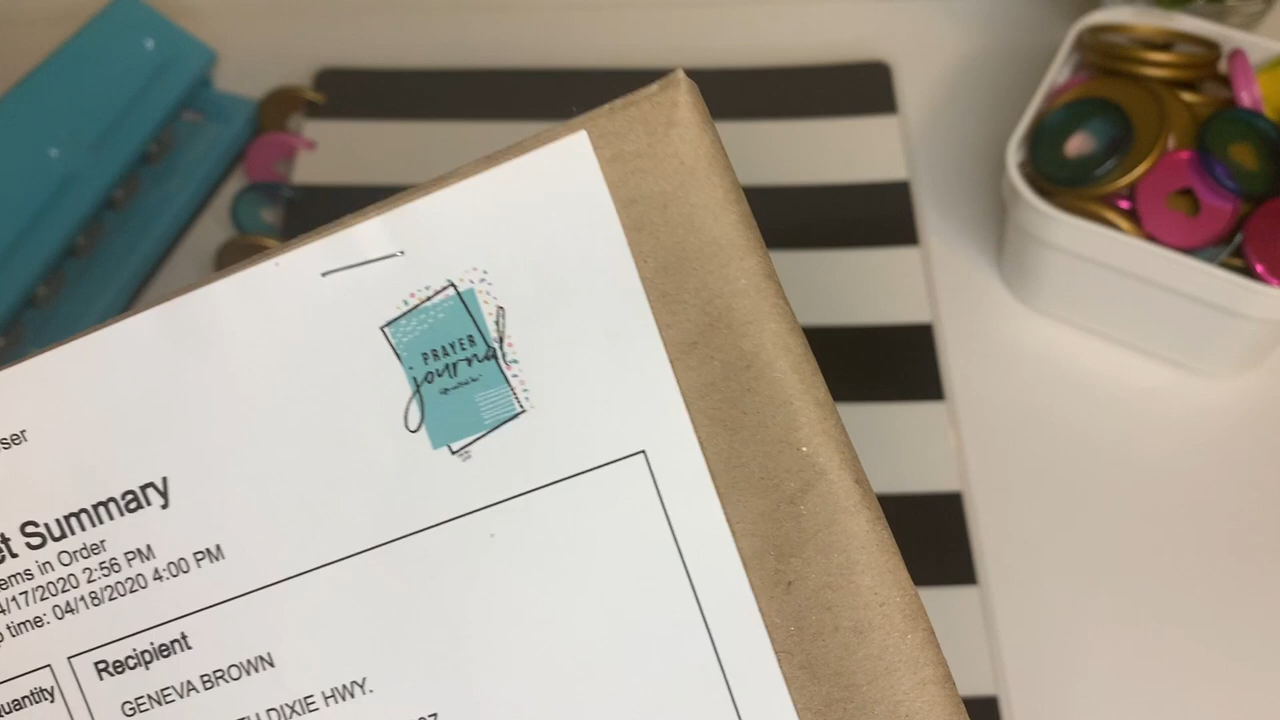 PRAYER
journal
ser
t Summary
ems in Order
4/17/2020 2:56 PM
p time: 04/18/2020 4:00 PM
uantity
Recipient
GENEVA BROWN
TH DIXIE HWY.